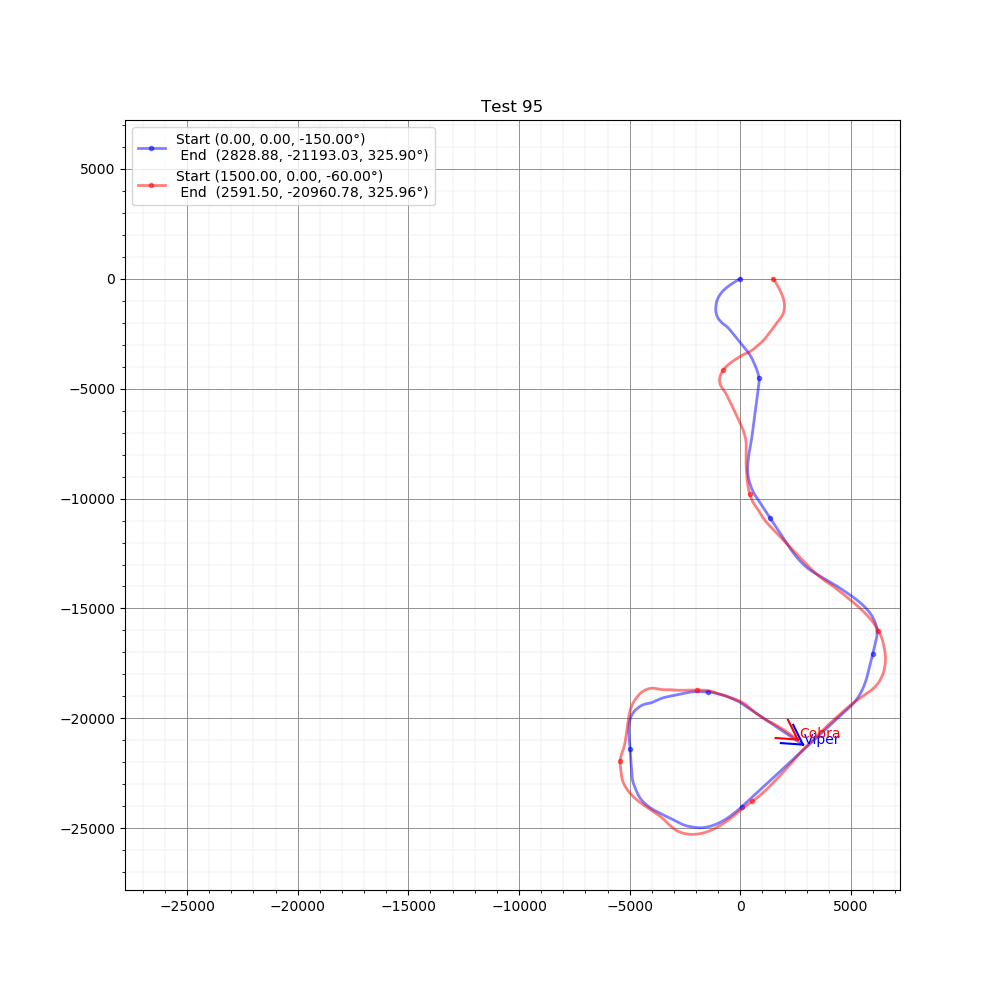 Test 95
Start (0.00, 0.00, -150.00°)
End  (2828.88, -21193.03, 325.90°)
Start (1500.00, 0.00, -60.00°)
End  (2591.50, -20960.78, 325.96°)
5000
0
−5000
−10000
−15000
−20000
−25000
Cobra
Viper
−25000 −20000 −15000 −10000 −5000 0 5000